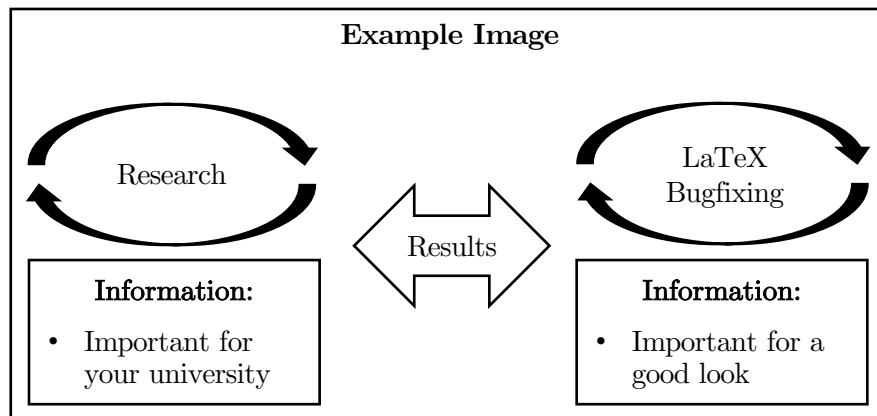 Example Image
Research
LaTeX
Bugfixing
Results
Information:
• Important for
your university
Information:
• Important for a
good look